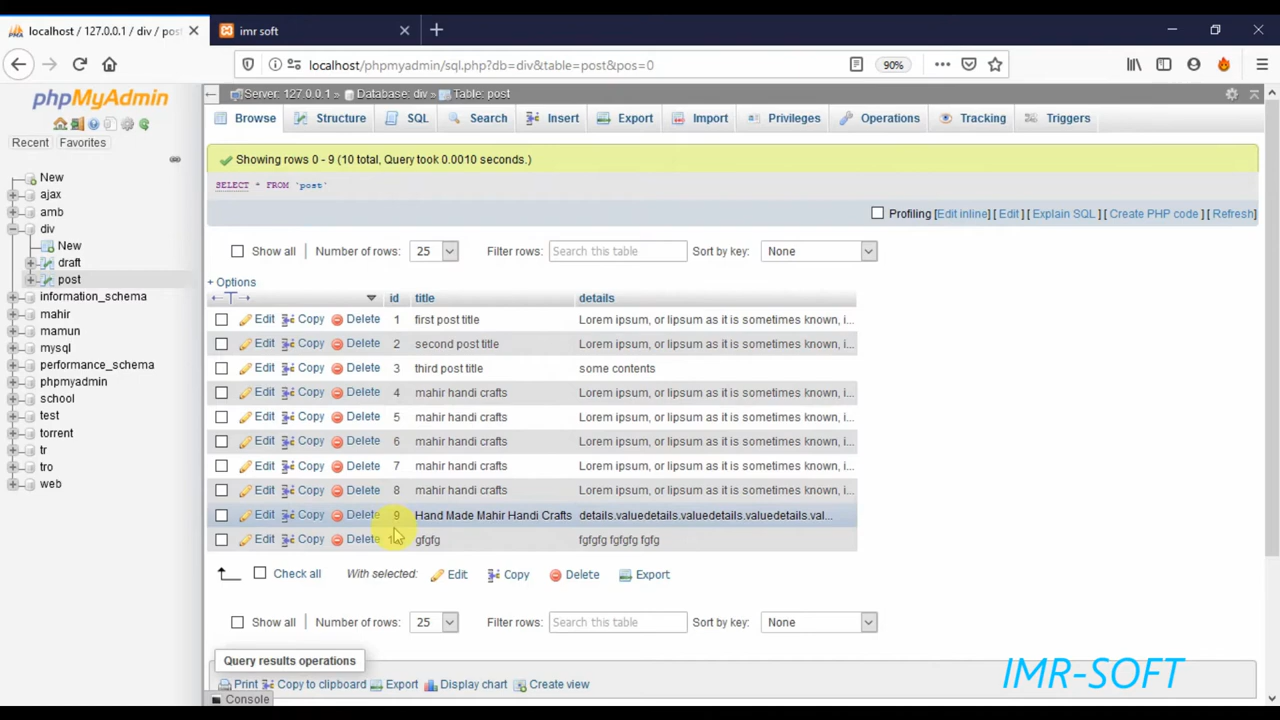 localhost / 127.0.0.1 / div / pos
imr soft
localhost/phpmyadmin/sql.php?db=div&table=post&pos=0
90%
phpMyAdmin
Recent Favorites
New
ajax
amb
div
New
draft
post
information_schema
mahir
mamun
mysql
performance_schema
phpmyadmin
school
test
torrent
tr
tro
web
Server: 127.0.0.1 » Database: div » Table: post
Browse Structure SQL Search Insert Export Import Privileges Operations Tracking Triggers
Showing rows 0 - 9 (10 total, Query took 0.0010 seconds.)
SELECT * FROM `post`
Profiling [Edit inline] [ Edit ] [ Explain SQL ] [ Create PHP code ] [ Refresh]
Show all Number of rows: 25 Filter rows: Search this table Sort by key: None
+ Options
id title details
Edit Copy Delete 1 first post title Lorem ipsum, or lipsum as it is sometimes known, i...
Edit Copy Delete 2 second post title Lorem ipsum, or lipsum as it is sometimes known, i...
Edit Copy Delete 3 third post title some contents
Edit Copy Delete 4 mahir handi crafts Lorem ipsum, or lipsum as it is sometimes known, i...
Edit Copy Delete 5 mahir handi crafts Lorem ipsum, or lipsum as it is sometimes known, i...
Edit Copy Delete 6 mahir handi crafts Lorem ipsum, or lipsum as it is sometimes known, i...
Edit Copy Delete 7 mahir handi crafts Lorem ipsum, or lipsum as it is sometimes known, i...
Edit Copy Delete 8 mahir handi crafts Lorem ipsum, or lipsum as it is sometimes known, i...
Edit Copy Delete 9 Hand Made Mahir Handi Crafts details.valuedetails.valuedetails.valuedetails.val...
Edit Copy Delete gfgfg fgfgfg fgfgfg fgfg
Check all With selected: Edit Copy Delete Export
Show all Number of rows: 25 Filter rows: Search this table Sort by key: None
Query results operations
Print Copy to clipboard Export Display chart Create view
Console
IMR-SOFT